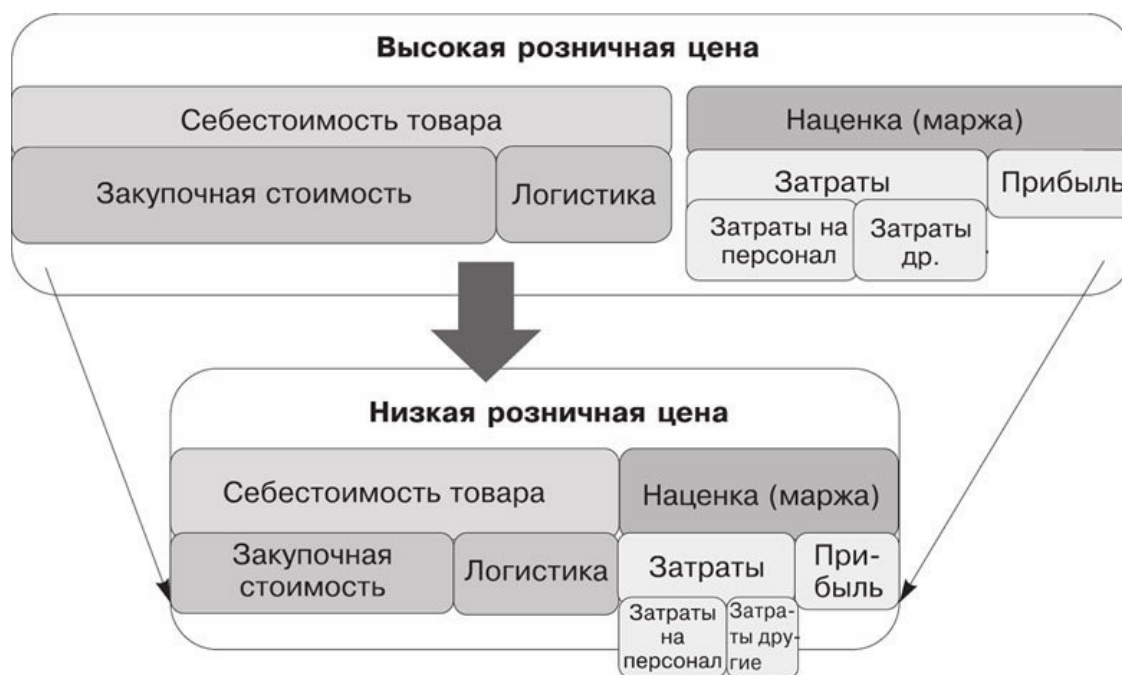 Высокая розничная цена
Себестоимость товара
Наценка (маржа)
Закупочная стоимость
Логистика
Затраты
Прибыль
Затраты на
персонал
Затраты
др.
Низкая розничная цена
Себестоимость товара
Наценка (маржа)
Закупочная
стоимость
Логистика
Затраты
При-
быль
Затраты
на
персонал
Затра-
ты дру-
гие